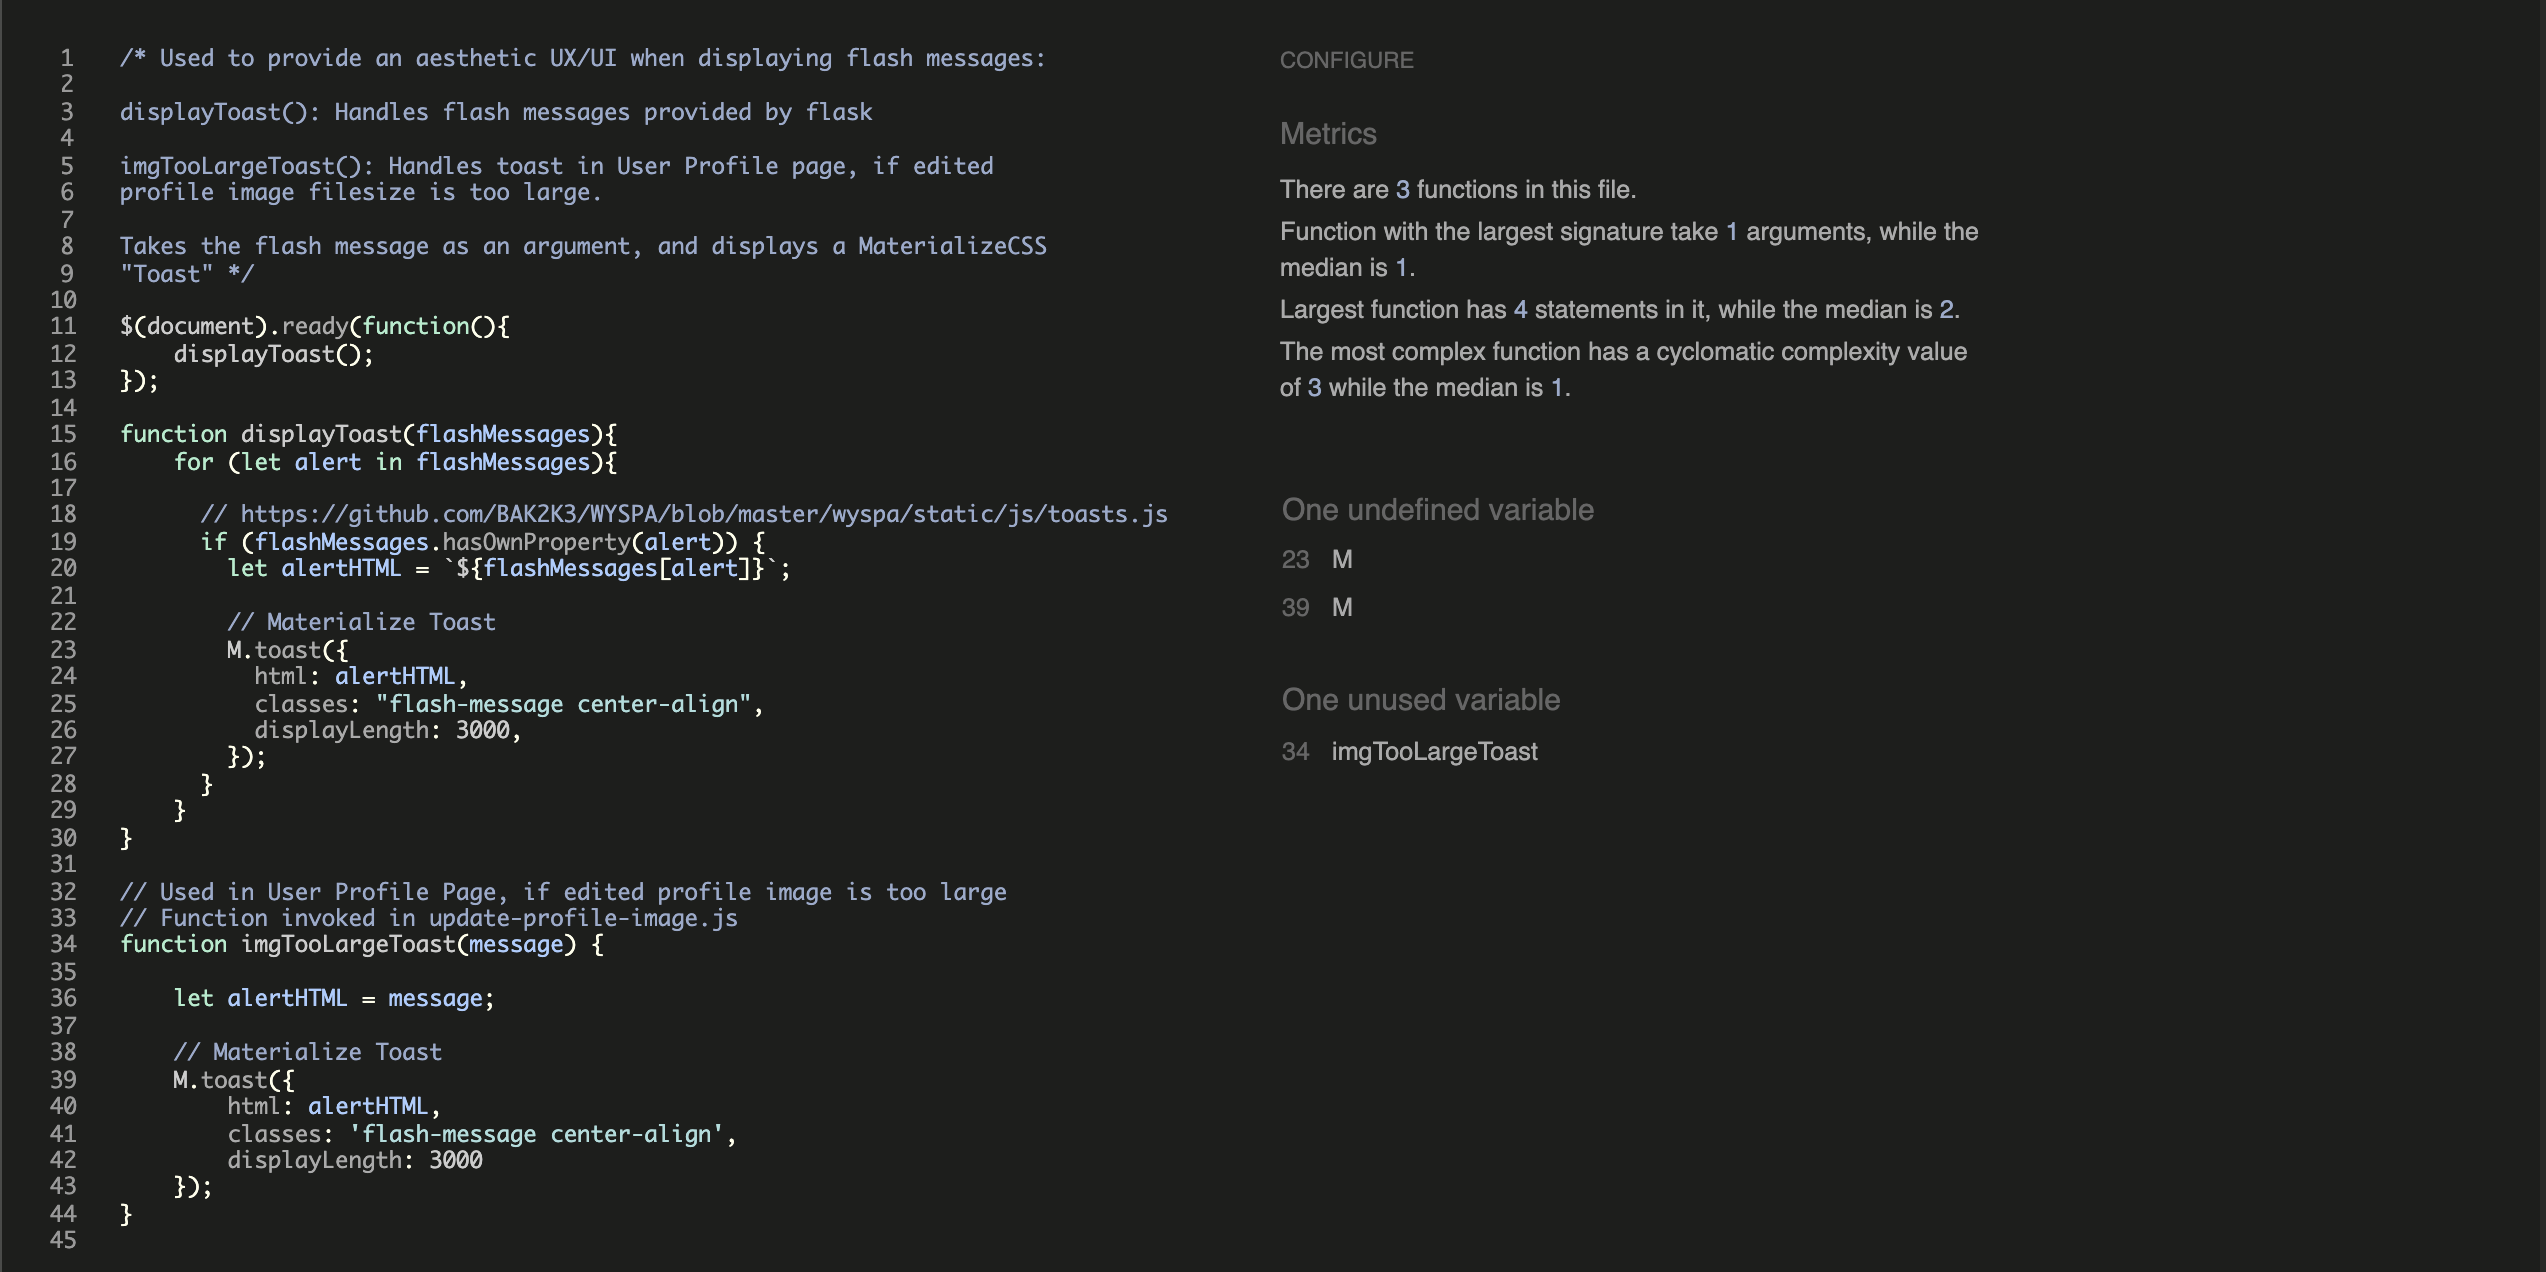 1 /* Used to provide an aesthetic UX/UI when displaying flash messages:
2
3 displayToast(): Handles flash messages provided by flask
4
5 imgTooLargeToast(): Handles toast in User Profile page, if edited
6 profile image filesize is too large.
7
8 Takes the flash message as an argument, and displays a MaterializeCSS
9 "Toast" */
10
11 $(document).ready(function(){
12     displayToast();
13 });
14
15 function displayToast(flashMessages){
16     for (let alert in flashMessages){
17
18       // https://github.com/BAK2K3/WYSPA/blob/master/wyspa/static/js/toasts.js
19       if (flashMessages.hasOwnProperty(alert)) {
20         let alertHTML = `${flashMessages[alert]}`;
21
22         // Materialize Toast
23         M.toast({
24           html: alertHTML,
25           classes: "flash-message center-align",
26           displayLength: 3000,
27         });
28       }
29     }
30 }
31
32 // Used in User Profile Page, if edited profile image is too large
33 // Function invoked in update-profile-image.js
34 function imgTooLargeToast(message) {
35
36     let alertHTML = message;
37
38     // Materialize Toast
39     M.toast({
40         html: alertHTML,
41         classes: 'flash-message center-align',
42         displayLength: 3000
43     });
44 }
45
CONFIGURE
Metrics
There are 3 functions in this file.
Function with the largest signature take 1 arguments, while the
median is 1.
Largest function has 4 statements in it, while the median is 2.
The most complex function has a cyclomatic complexity value
of 3 while the median is 1.
One undefined variable
23 M
39 M
One unused variable
34 imgTooLargeToast